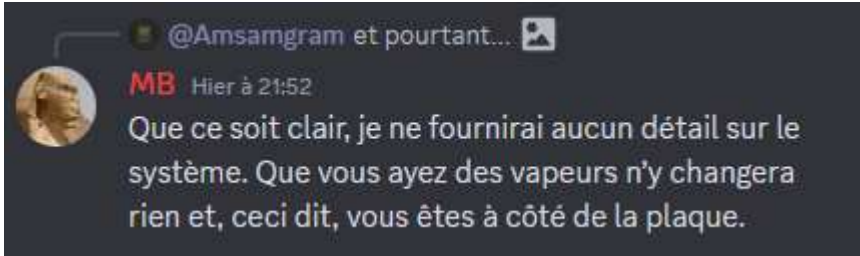 @Amsamgram et pourtant...
MB Hier à 21:52
Que ce soit clair, je ne fournirai aucun détail sur le
système. Que vous ayez des vapeurs n'y changera
rien et, ceci dit, vous êtes à côté de la plaque.